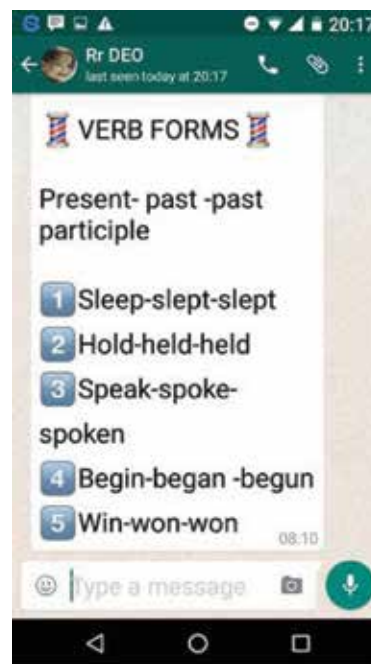 20:17
Rr DEO
last seen today at 20:17
💈 VERB FORMS 💈
Present- past -past
participle
1️⃣Sleep-slept-slept
2️⃣Hold-held-held
3️⃣Speak-spoke-
spoken
4️⃣Begin-began -begun
5️⃣Win-won-won
08:10
Type a message